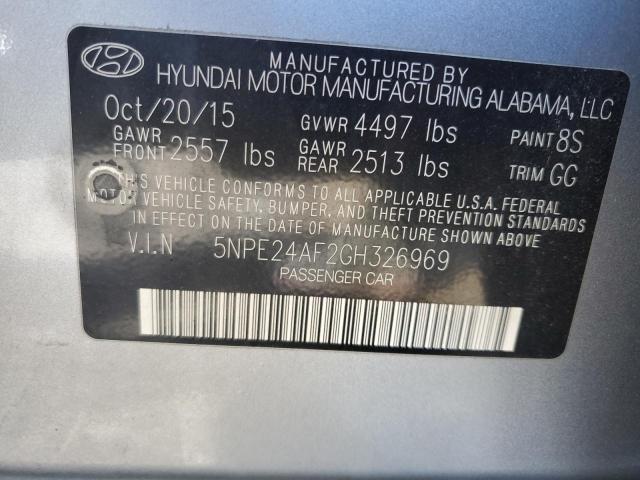 MANUFACTURED BY
HYUNDAI MOTOR MANUFACTURING ALABAMA, LLC
Oct/20/15 GVWR 4497 lbs PAINT 8S
GAWR FRONT 2557 lbs GAWR REAR 2513 lbs TRIM GG
THIS VEHICLE CONFORMS TO ALL APPLICABLE U.S.A. FEDERAL
MOTOR VEHICLE SAFETY, BUMPER, AND THEFT PREVENTION STANDARDS
IN EFFECT ON THE DATE OF MANUFACTURE SHOWN ABOVE.
V.I.N 5NPE24AF2GH326969
PASSENGER CAR